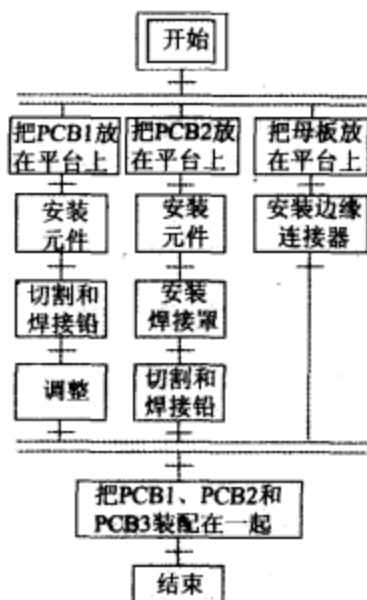 开始
把PCB1放
在平台上
安装
元件
切割和
焊接铅
调整
把PCB2放
在平台上
安装
元件
安装
焊接罩
切割和
焊接铅
把母板放
在平台上
安装边缘
连接器
把PCB1、PCB2和
PCB3装配在一起
结束